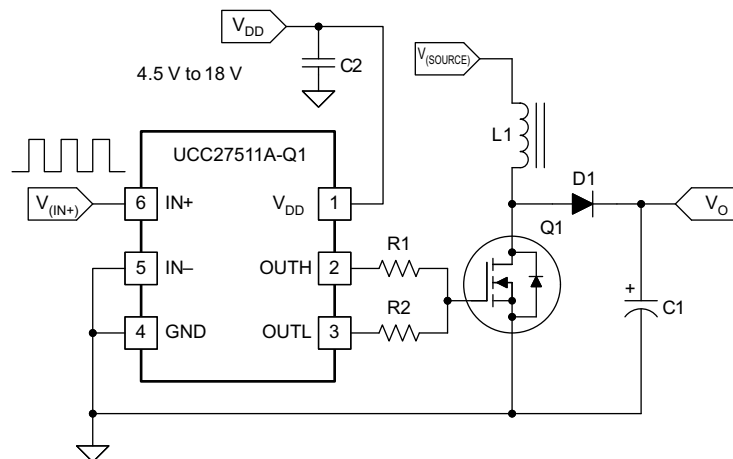 V_DD
C2
4.5 V to 18 V
V_(SOURCE)
L1
UCC27511A-Q1
D1
V_(IN+)
6 IN+
V_DD 1
V_O
Q1
R1
5 IN–
OUTH 2
R2
4 GND
OUTL 3
+
C1